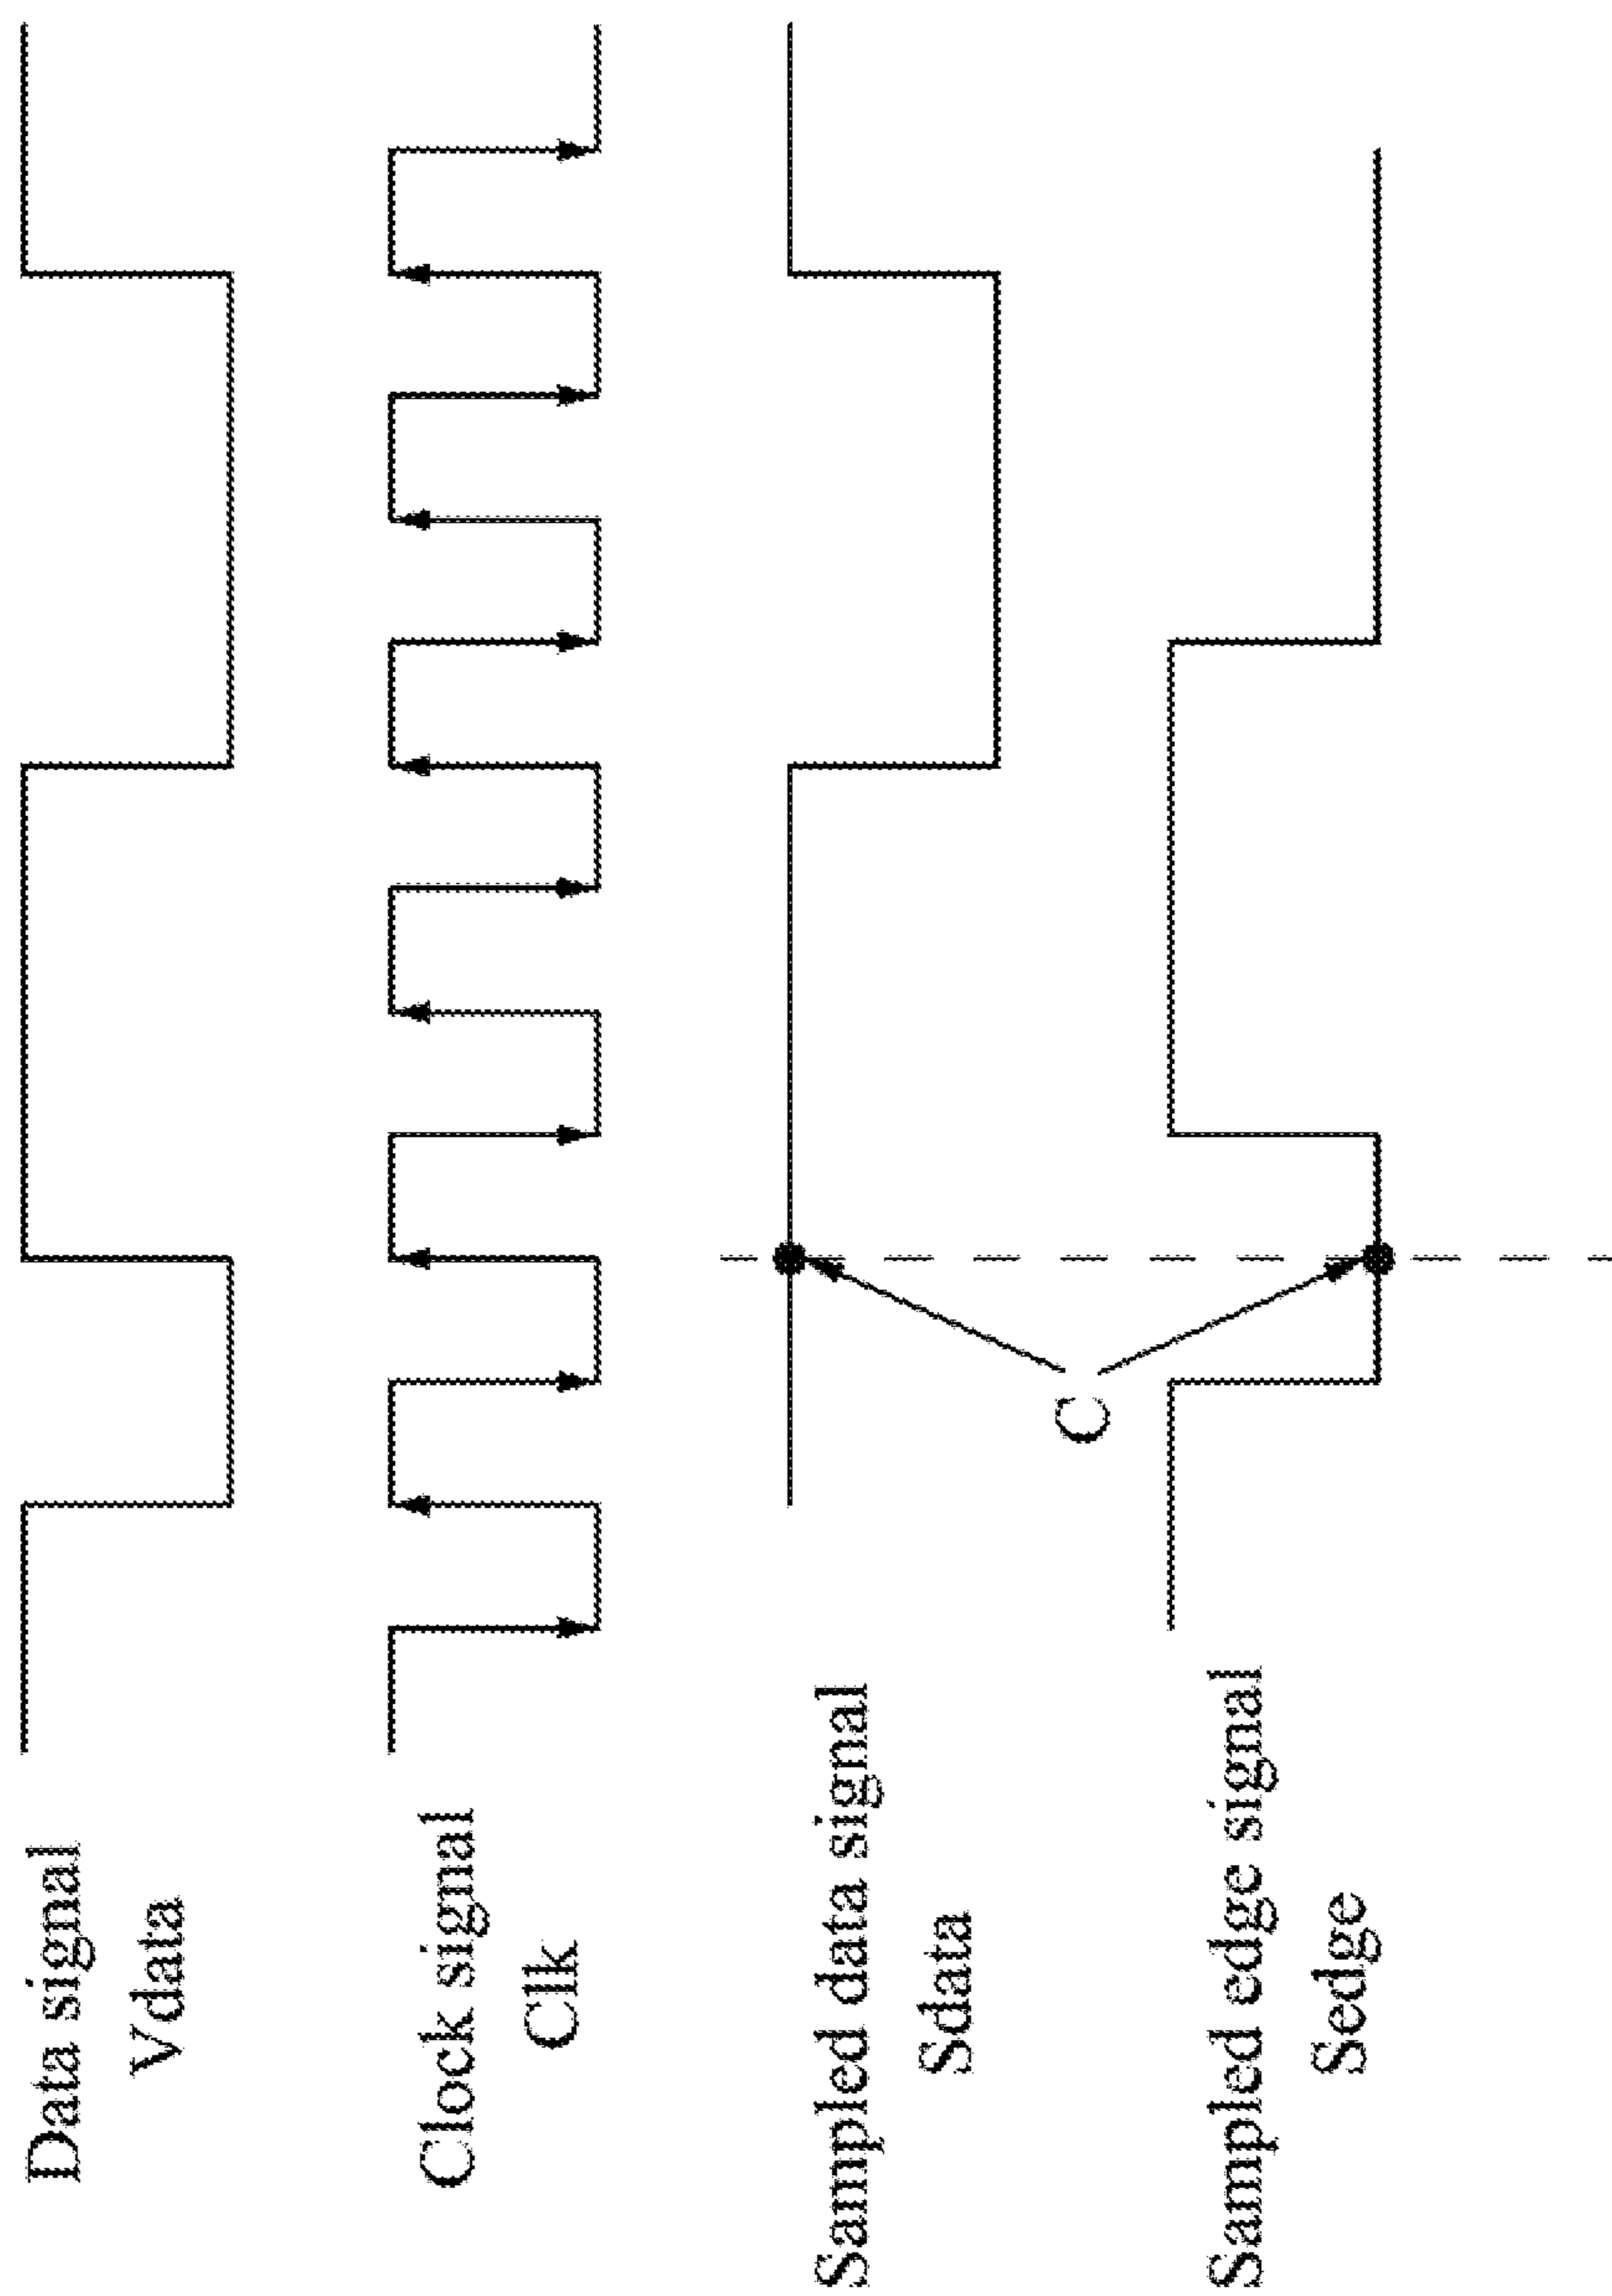 Data signal
Vdata
Clock signal
Clk
Sampled data signal
Sdata
C
Sampled edge signal
Sedge